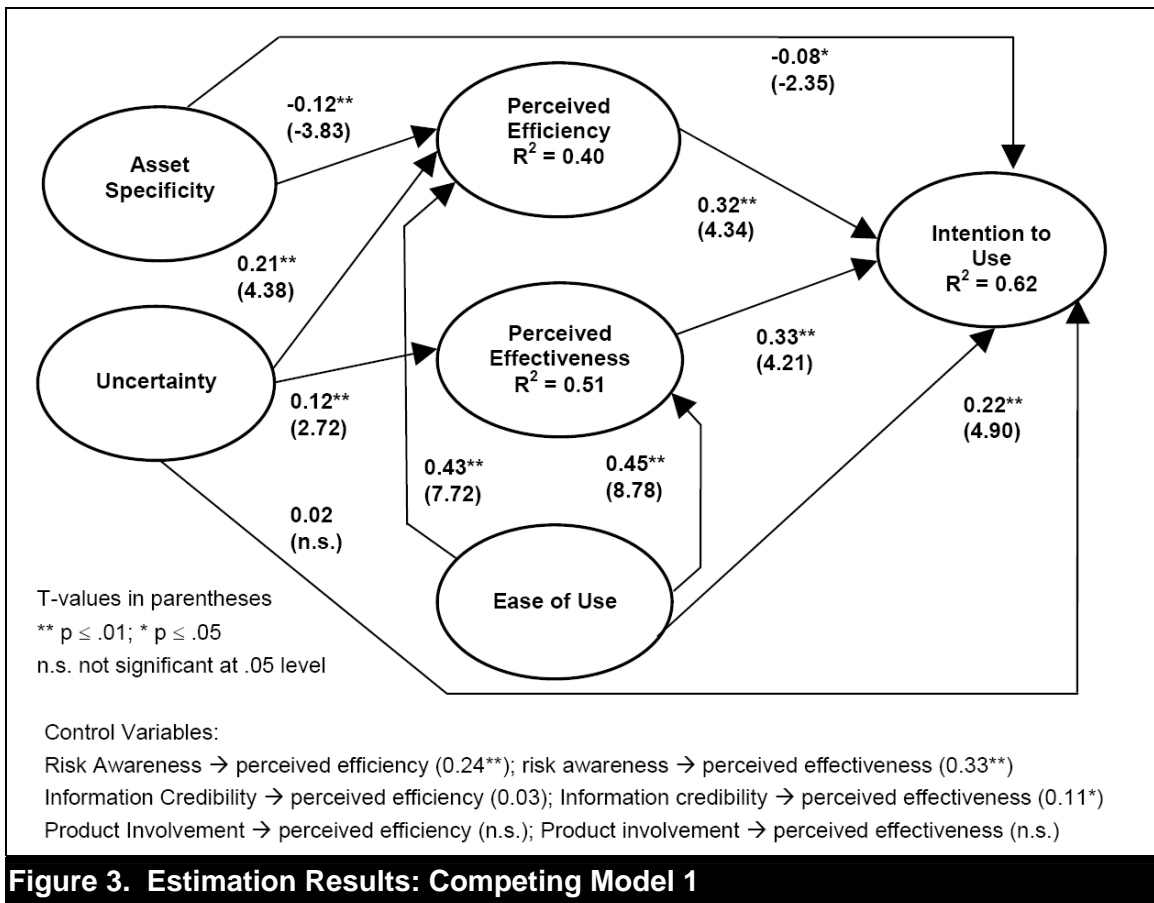 -0.08*
(-2.35)
-0.12**
(-3.83)
Perceived
Efficiency
R² = 0.40
Asset
Specificity
0.32**
(4.34)
Intention to
Use
R² = 0.62
0.21**
(4.38)
Perceived
Effectiveness
R² = 0.51
0.33**
(4.21)
Uncertainty
0.12**
(2.72)
0.22**
(4.90)
0.43**
(7.72)
0.45**
(8.78)
0.02
(n.s.)
Ease of Use
T-values in parentheses
** p ≤ .01; * p ≤ .05
n.s. not significant at .05 level
Control Variables:
Risk Awareness → perceived efficiency (0.24**); risk awareness → perceived effectiveness (0.33**)
Information Credibility → perceived efficiency (0.03); Information credibility → perceived effectiveness (0.11*)
Product Involvement → perceived efficiency (n.s.); Product involvement → perceived effectiveness (n.s.)
Figure 3. Estimation Results: Competing Model 1